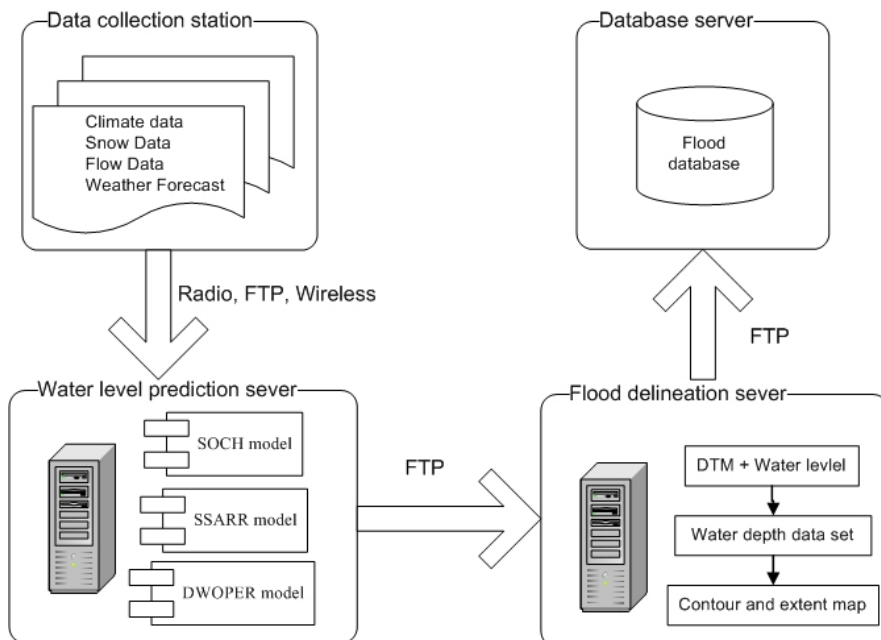 Data collection station
Climate data
Snow Data
Flow Data
Weather Forecast
Radio, FTP, Wireless
Water level prediction sever
SOCH model
SSARR model
DWOPER model
FTP
Flood delineation sever
DTM + Water levlel
Water depth data set
Contour and extent map
FTP
Database server
Flood
database